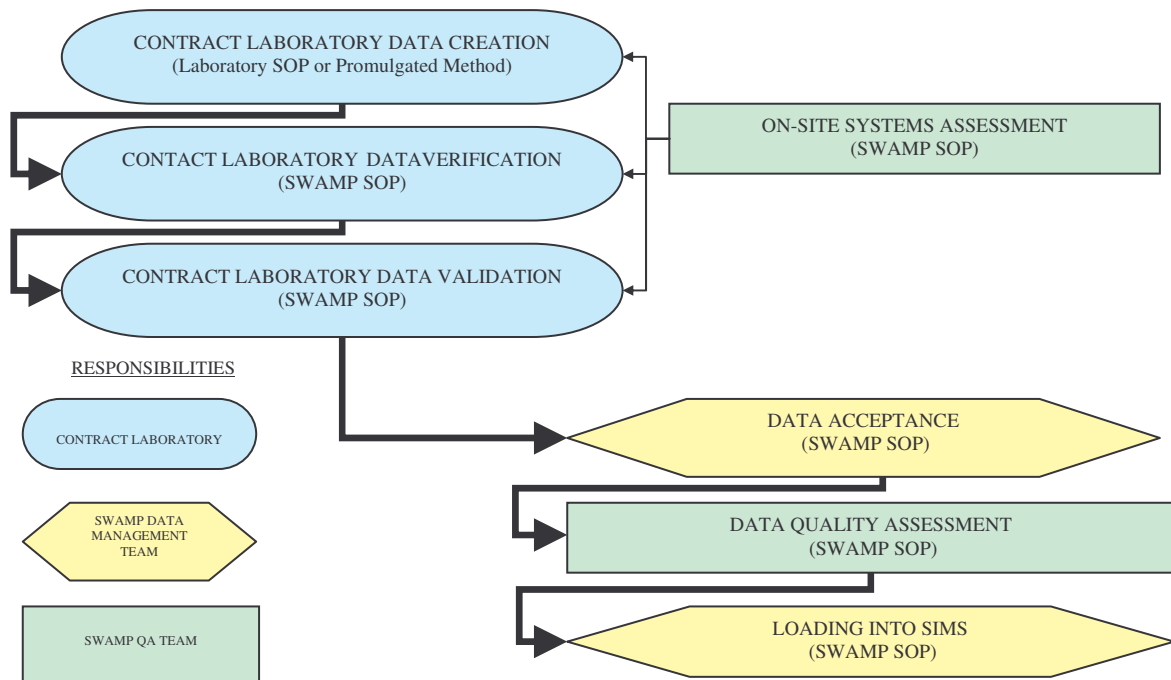 CONTRACT LABORATORY DATA CREATION
(Laboratory SOP or Promulgated Method)
ON-SITE SYSTEMS ASSESSMENT
(SWAMP SOP)
CONTACT LABORATORY DATAVERIFICATION
(SWAMP SOP)
CONTRACT LABORATORY DATA VALIDATION
(SWAMP SOP)
RESPONSIBILITIES
CONTRACT LABORATORY
SWAMP DATA
MANAGEMENT
TEAM
SWAMP QA TEAM
DATA ACCEPTANCE
(SWAMP SOP)
DATA QUALITY ASSESSMENT
(SWAMP SOP)
LOADING INTO SIMS
(SWAMP SOP)